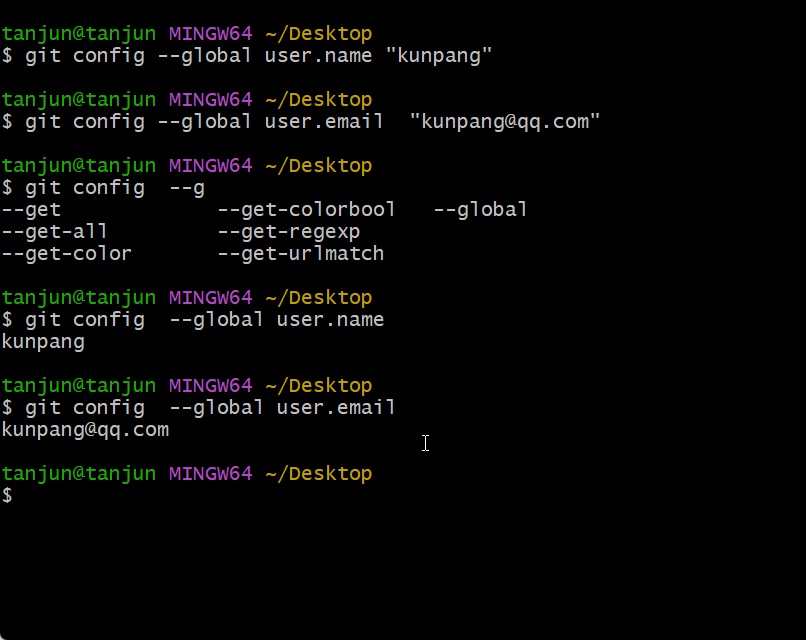 tanjun@tanjun MINGW64 ~/Desktop
$ git config --global user.name "kunpang"
tanjun@tanjun MINGW64 ~/Desktop
$ git config --global user.email  "kunpang@qq.com"
tanjun@tanjun MINGW64 ~/Desktop
$ git config  --g
--get             --get-colorbool   --global
--get-all         --get-regexp
--get-color       --get-urlmatch
tanjun@tanjun MINGW64 ~/Desktop
$ git config  --global user.name
kunpang
tanjun@tanjun MINGW64 ~/Desktop
$ git config  --global user.email
kunpang@qq.com
tanjun@tanjun MINGW64 ~/Desktop
$